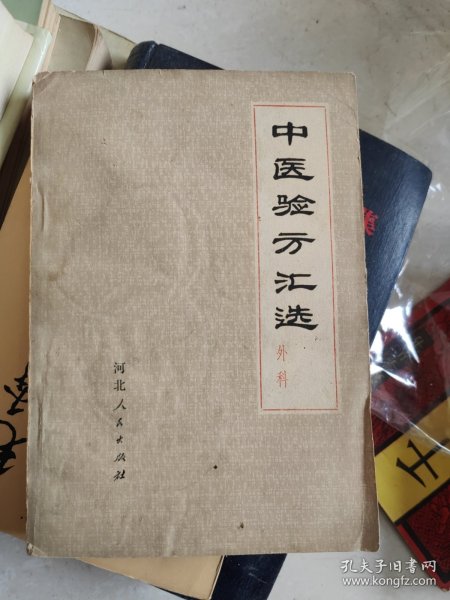 中医验方汇选
外科
河北人民出版社
集
孔夫子旧书网
www.kongfz.com